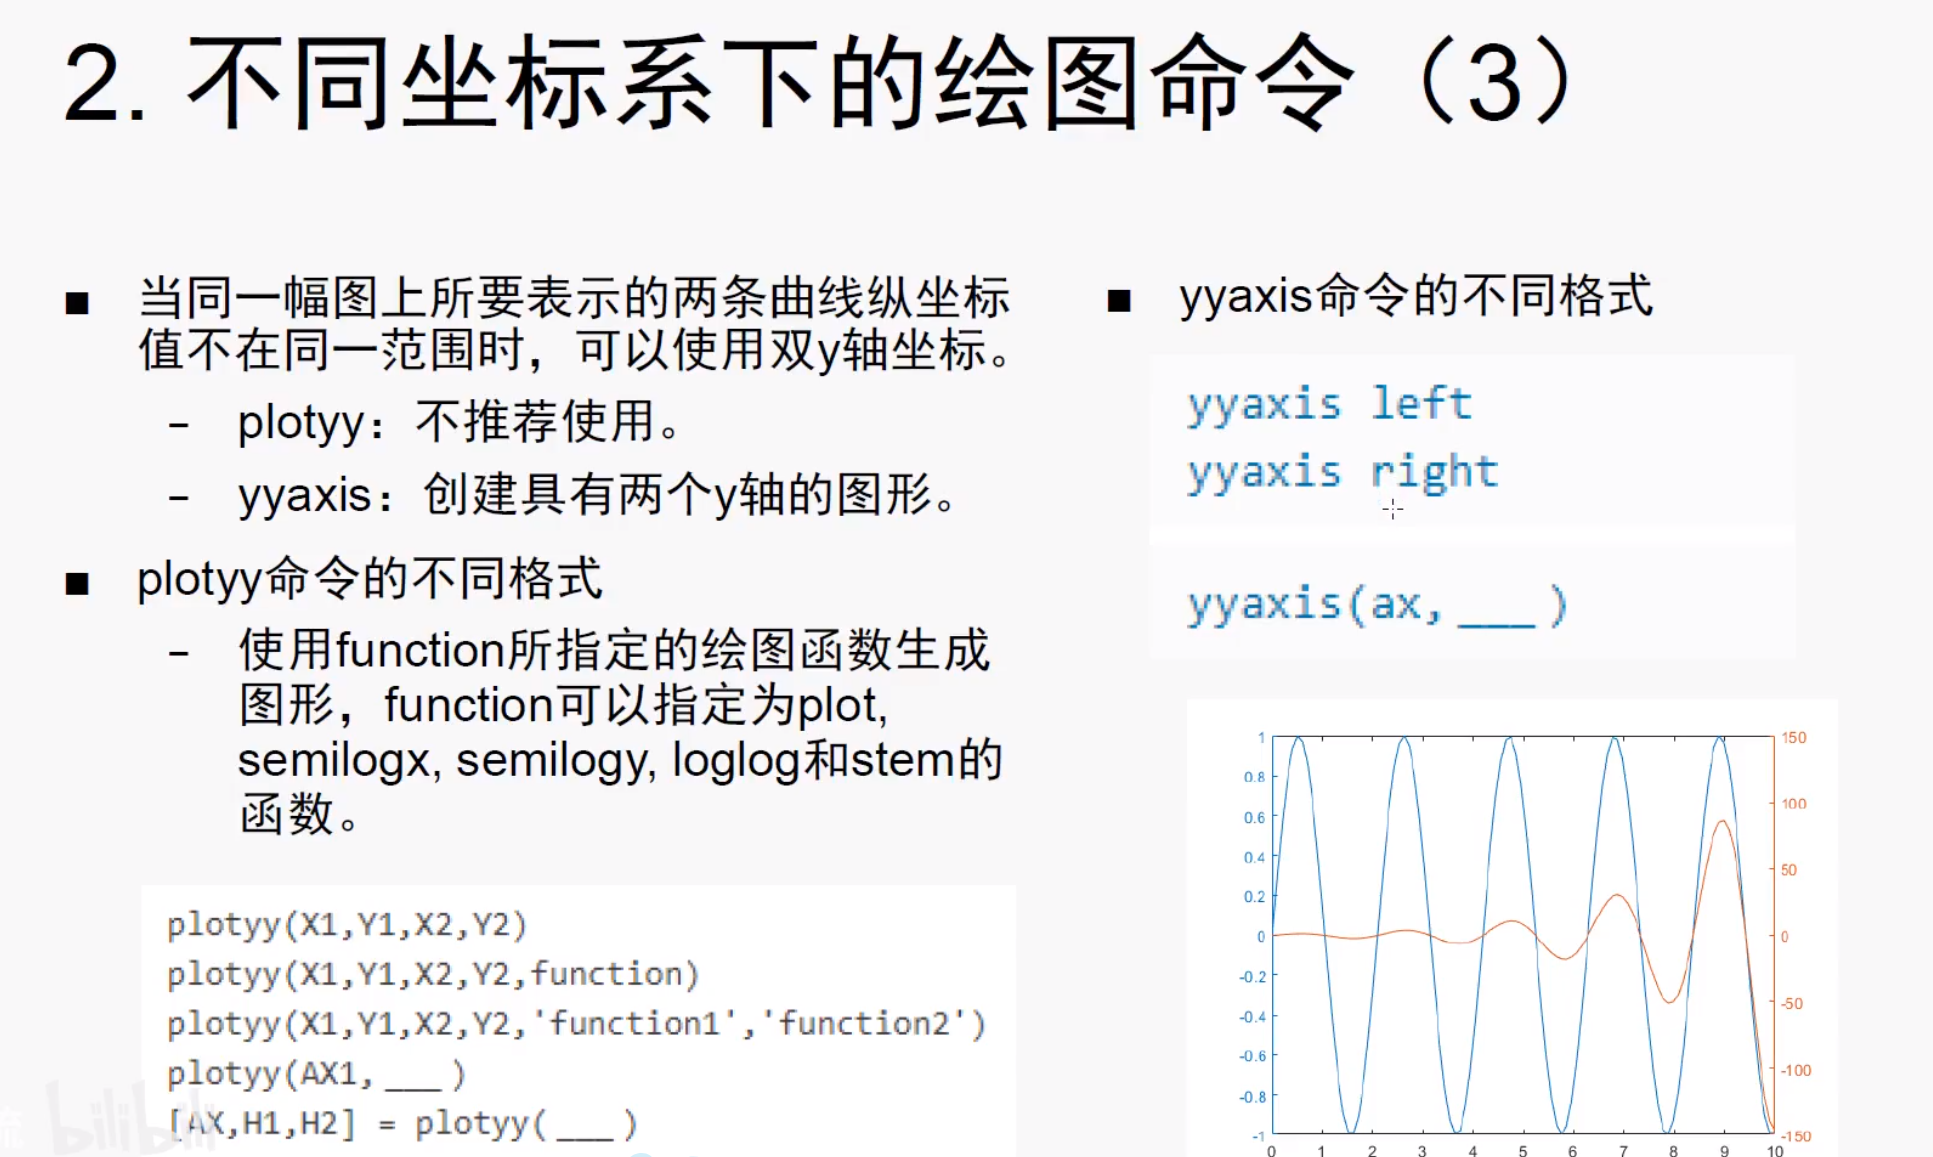 2. 不同坐标系下的绘图命令（3）
■ 当同一幅图上所要表示的两条曲线纵坐标
值不在同一范围时，可以使用双y轴坐标。
– plotyy：不推荐使用。
– yyaxis：创建具有两个y轴的图形。
■ plotyy命令的不同格式
– 使用function所指定的绘图函数生成
图形，function可以指定为plot,
semilogx, semilogy, loglog和stem的
函数。
plotyy(X1,Y1,X2,Y2)
plotyy(X1,Y1,X2,Y2,function)
plotyy(X1,Y1,X2,Y2,'function1','function2')
plotyy(AX1, ___ )
[AX,H1,H2] = plotyy( ___ )
bilibili
■ yyaxis命令的不同格式
yyaxis left
yyaxis right
yyaxis(ax, ___ )
1
0.8
0.6
0.4
0.2
0
-0.2
-0.4
-0.6
-0.8
-1
150
100
50
0
-50
-100
-150
0 1 2 3 4 5 6 7 8 9 10